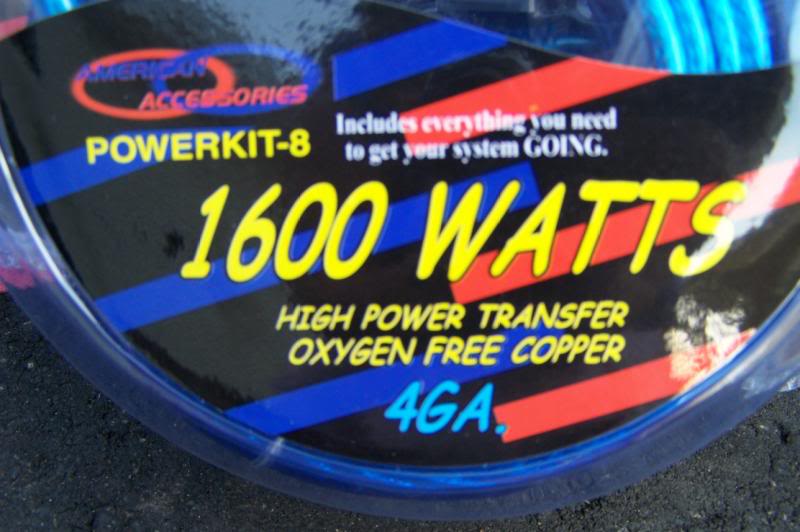 AMERICAN
ACCESSORIES
POWERKIT-8
Includes everything you need
to get your system GOING.
1600 WATTS
HIGH POWER TRANSFER
OXYGEN FREE COPPER
4GA.